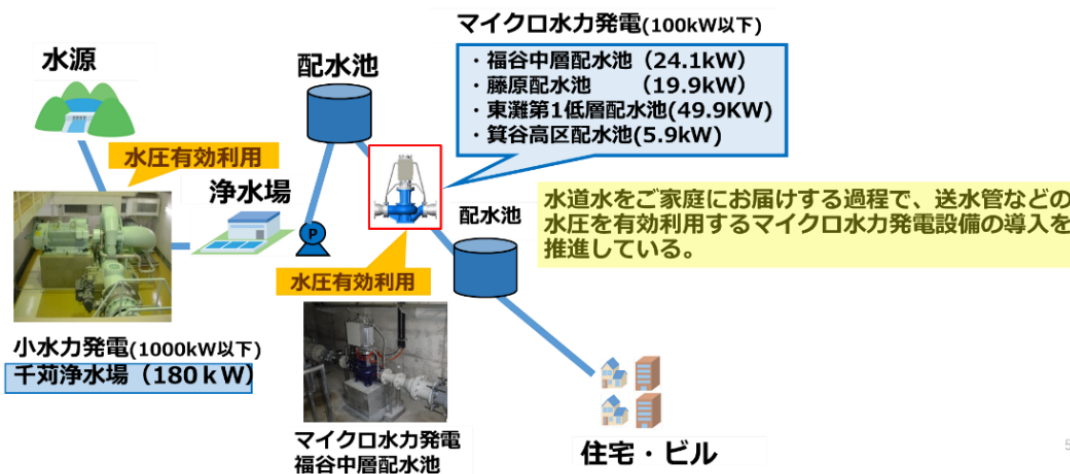 マイクロ水力発電(100kW以下)
・福谷中層配水池（24.1kW）
・藤原配水池　　（19.9kW）
・東灘第1低層配水池(49.9KW)
・箕谷高区配水池(5.9kW)
水源
配水池
水圧有効利用
浄水場
P
配水池
水道水をご家庭にお届けする過程で、送水管などの
水圧を有効利用するマイクロ水力発電設備の導入を
推進している。
水圧有効利用
小水力発電(1000kW以下)
千苅浄水場（180ｋW）
マイクロ水力発電
福谷中層配水池
住宅・ビル
5